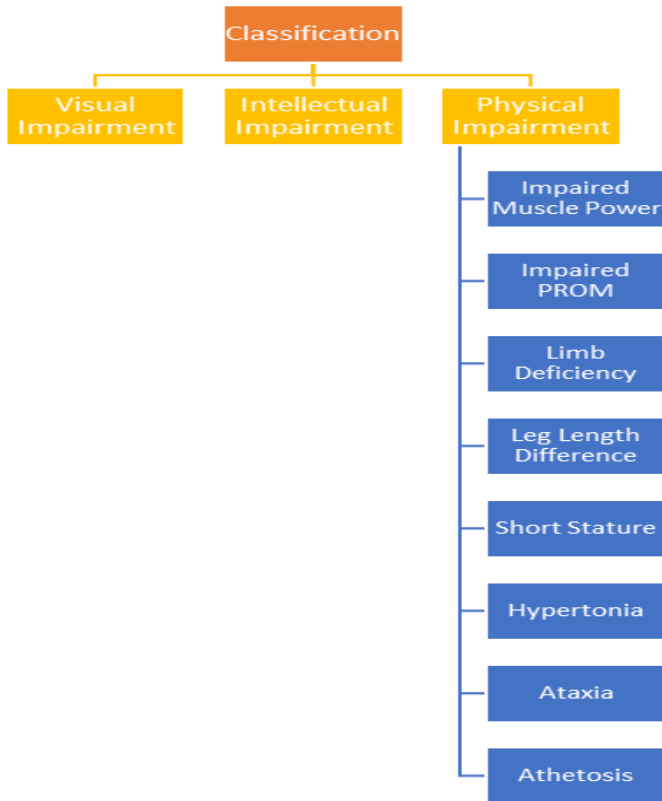 Classification
Visual
Impairment
Intellectual
Impairment
Physical
Impairment
Impaired
Muscle Power
Impaired
PROM
Limb
Deficiency
Leg Length
Difference
Short Stature
Hypertonia
Ataxia
Athetosis